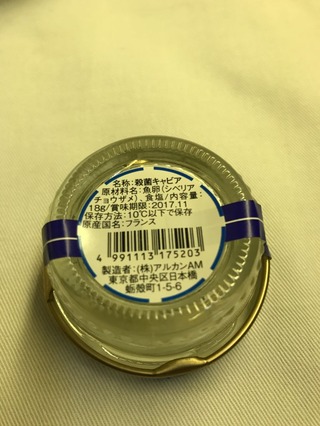 名称:殺菌キャビア
原材料名:魚卵(シベリア
チョウザメ)、食塩/内容量:
18g/賞味期限:2017.11
保存方法:10℃以下で保存
原産国名:フランス
4 991113 175203
製造者:(株)アルカンAM
東京都中央区日本橋
蛎殻町1-5-6